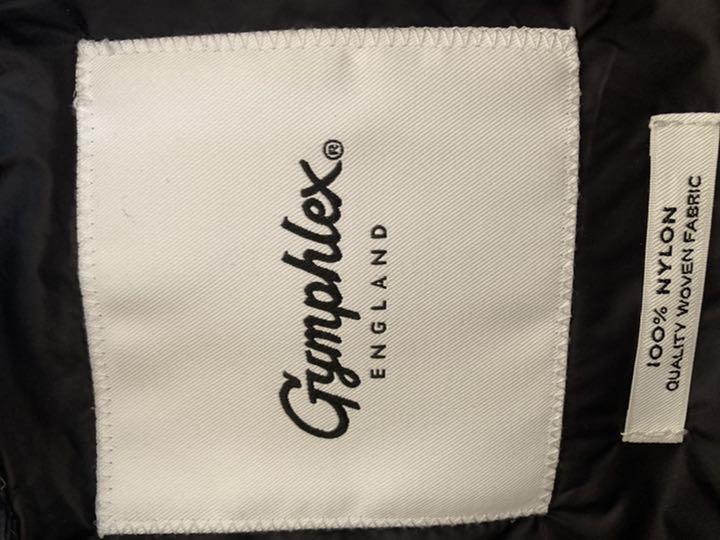 Gymphlex®
ENGLAND
100% NYLON
QUALITY WOVEN FABRIC